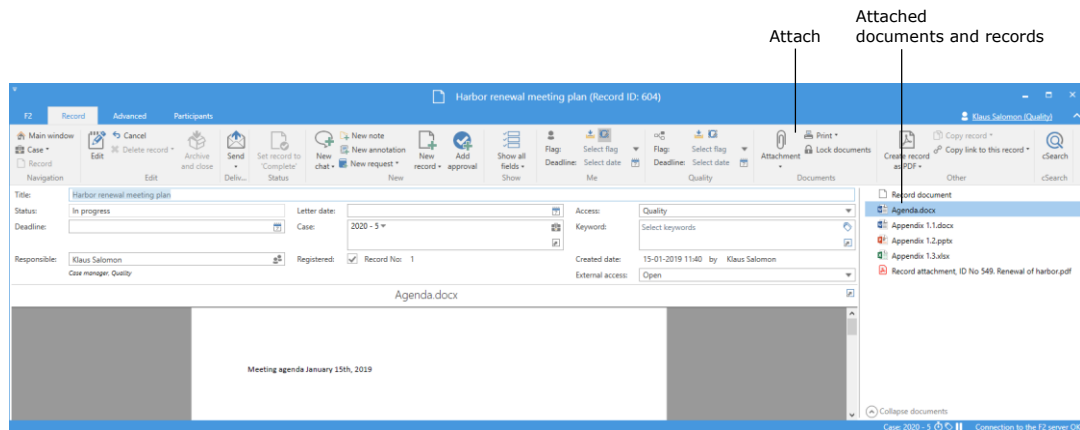 Attached
Attach documents and records
Harbor renewal meeting plan (Record ID: 604)
F2 Record Advanced Participants Klaus Salomon (Quality)
Main window
Case
Record
Navigation
Edit
Cancel
Delete record
Archive and close
Edit
Send
Deliv...
Set record to 'Complete'
Status
New chat
New note
New annotation
New request
New record
Add approval
New
Show all fields
Show
Flag: Select flag
Deadline: Select date
Me
Flag: Select flag
Deadline: Select date
Quality
Attachment
Print
Lock documents
Documents
Create record as PDF
Copy record
Copy link to this record
Other
cSearch
cSearch
Title: Harbor renewal meeting plan
Status: In progress
Deadline:
Responsible: Klaus Salomon
Case manager, Quality
Letter date:
Case: 2020 - 5
Registered: Record No: 1
Access: Quality
Keyword: Select keywords
Created date: 15-01-2019 11:40 by Klaus Salomon
External access: Open
Record document
Agenda.docx
Appendix 1.1.docx
Appendix 1.2.pptx
Appendix 1.3.xlsx
Record attachment, ID No 549. Renewal of harbor.pdf
Agenda.docx
Meeting agenda January 15th, 2019
Collapse documents
Case: 2020 - 5 Connection to the F2 server OK